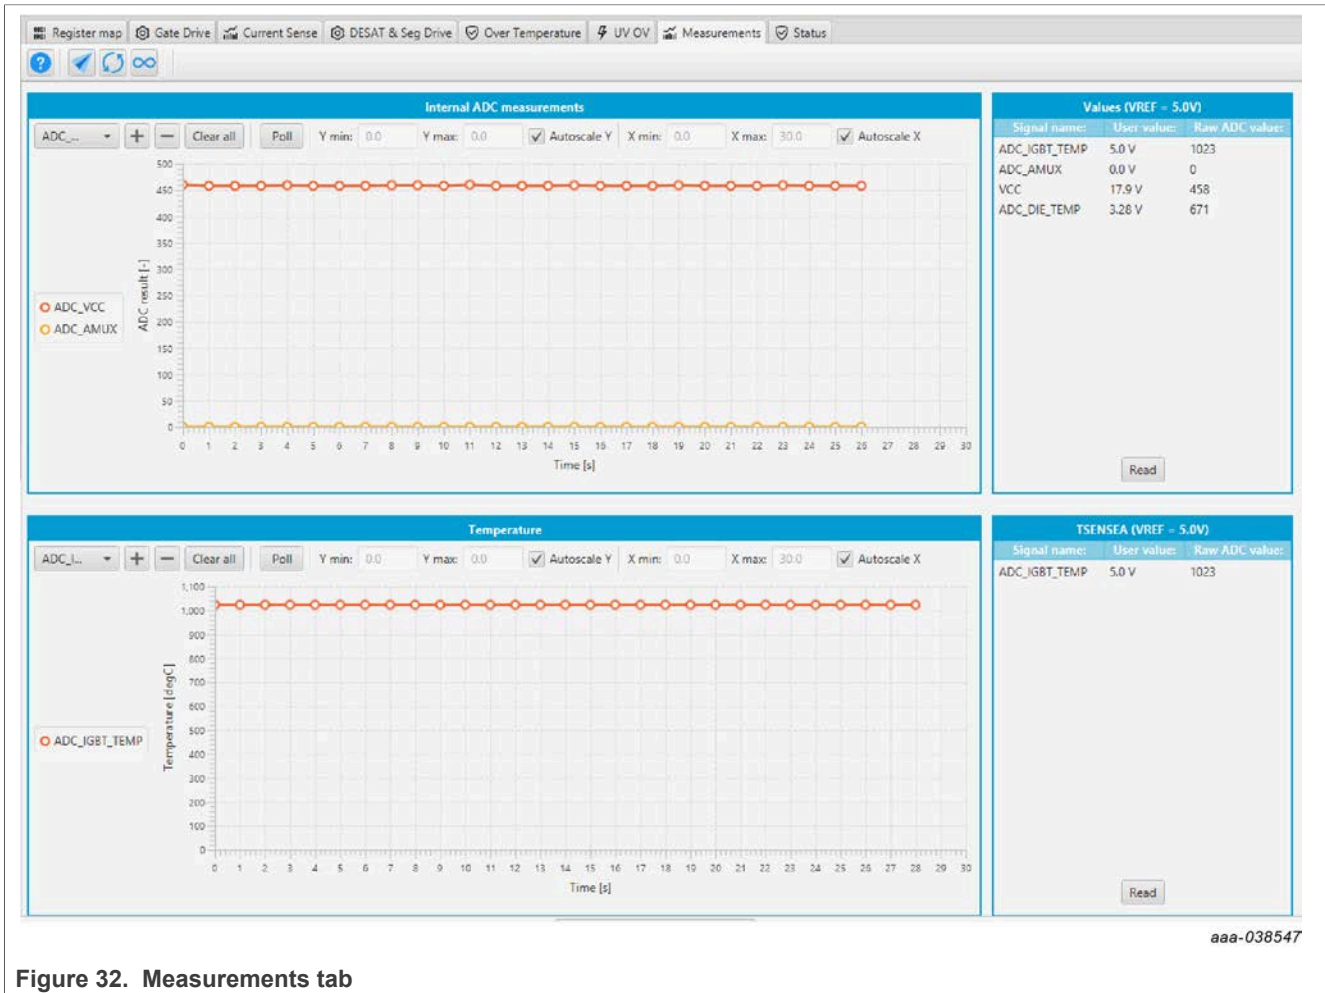 Register map Gate Drive Current Sense DESAT & Seg Drive Over Temperature UV OV Measurements Status
Internal ADC measurements
ADC_... Clear all Poll Y min: 0.0 Y max: 0.0 Autoscale Y X min: 0.0 X max: 30.0 Autoscale X
500
450
400
350
300
250
200
150
100
50
0
ADC result [-]
ADC_VCC
ADC_AMUX
0 1 2 3 4 5 6 7 8 9 10 11 12 13 14 15 16 17 18 19 20 21 22 23 24 25 26 27 28 29 30
Time [s]
Values (VREF = 5.0V)
Signal name: User value: Raw ADC value:
ADC_IGBT_TEMP 5.0 V 1023
ADC_AMUX 0.0 V 0
VCC 17.9 V 458
ADC_DIE_TEMP 3.28 V 671
Read
Temperature
ADC_I... Clear all Poll Y min: 0.0 Y max: 0.0 Autoscale Y X min: 0.0 X max: 30.0 Autoscale X
1,100
1,000
900
800
700
600
500
400
300
200
100
0
Temperature [degC]
ADC_IGBT_TEMP
0 1 2 3 4 5 6 7 8 9 10 11 12 13 14 15 16 17 18 19 20 21 22 23 24 25 26 27 28 29 30
Time [s]
TSENSEA (VREF = 5.0V)
Signal name: User value: Raw ADC value:
ADC_IGBT_TEMP 5.0 V 1023
Read
aaa-038547
Figure 32. Measurements tab